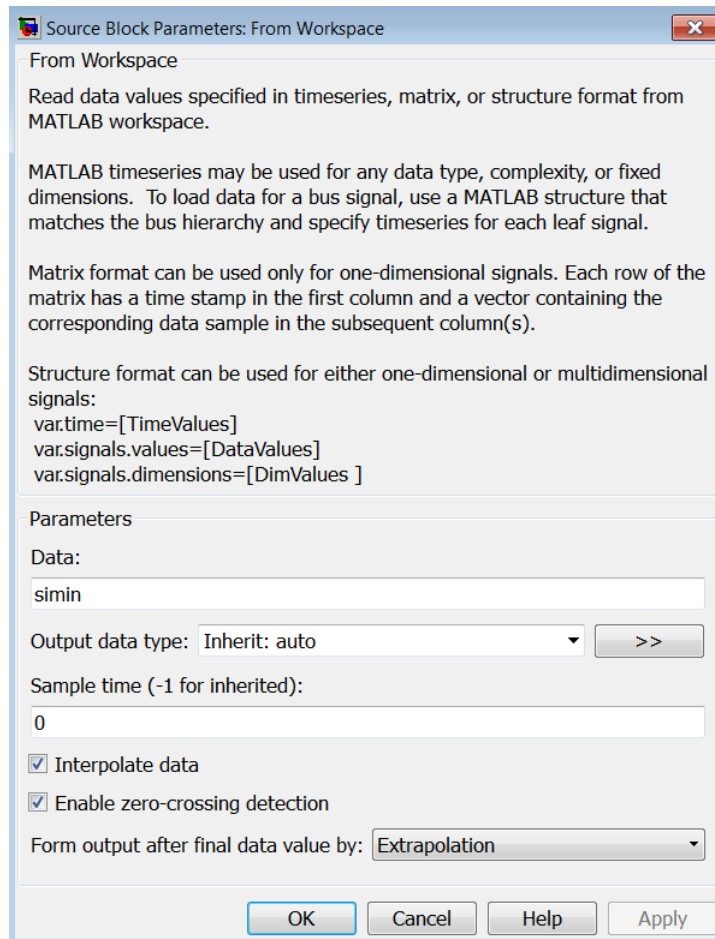 Source Block Parameters: From Workspace
From Workspace
Read data values specified in timeseries, matrix, or structure format from
MATLAB workspace.
MATLAB timeseries may be used for any data type, complexity, or fixed
dimensions.  To load data for a bus signal, use a MATLAB structure that
matches the bus hierarchy and specify timeseries for each leaf signal.
Matrix format can be used only for one-dimensional signals. Each row of the
matrix has a time stamp in the first column and a vector containing the
corresponding data sample in the subsequent column(s).
Structure format can be used for either one-dimensional or multidimensional
signals:
var.time=[TimeValues]
var.signals.values=[DataValues]
var.signals.dimensions=[DimValues ]
Parameters
Data:
simin
Output data type: Inherit: auto >>
Sample time (-1 for inherited):
0
Interpolate data
Enable zero-crossing detection
Form output after final data value by: Extrapolation
OK Cancel Help Apply